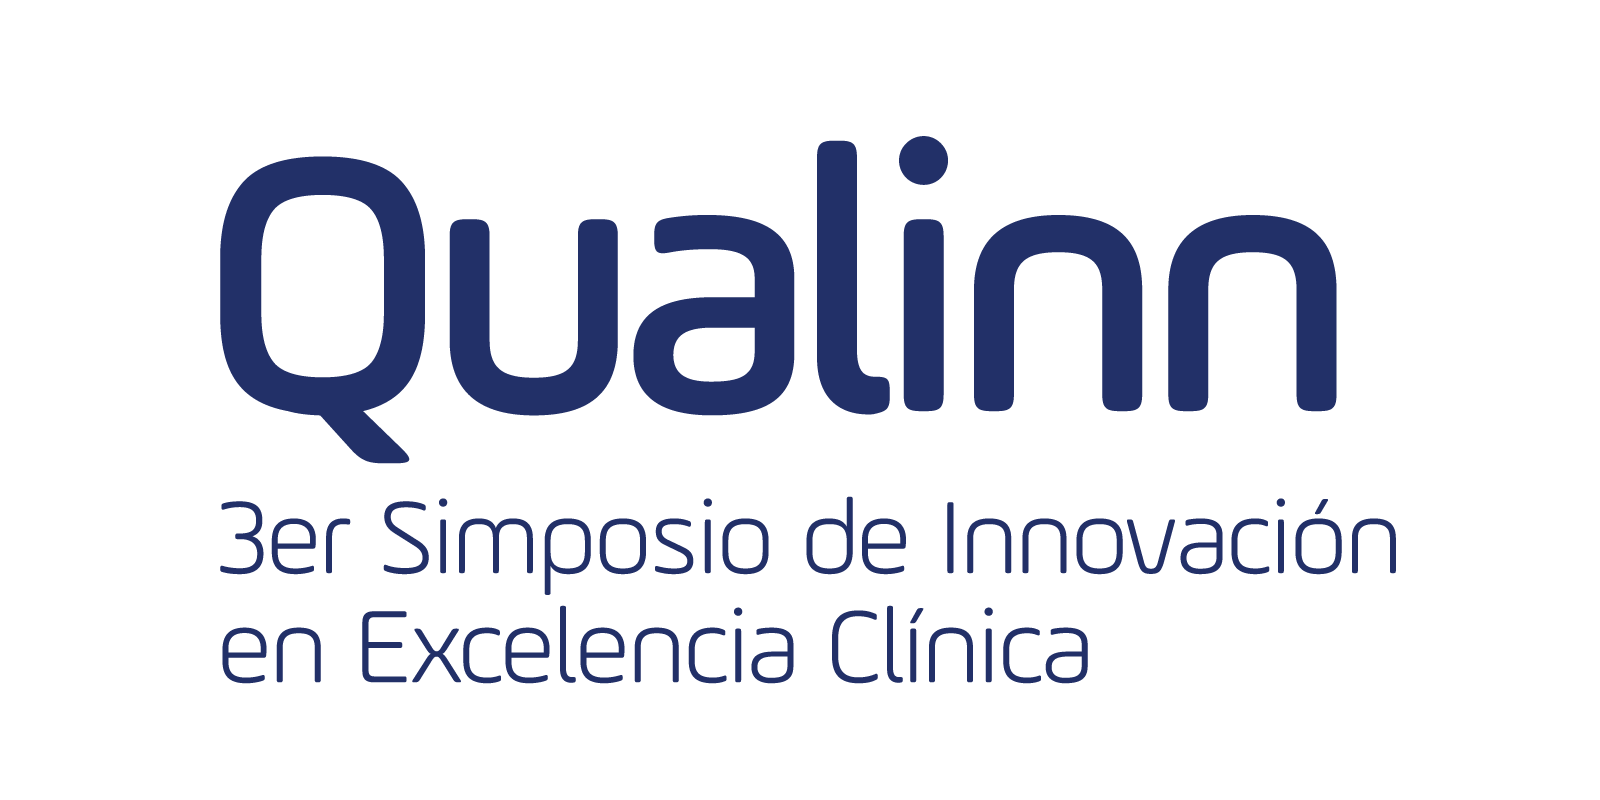 Qualinn
3er Simposio de Innovación
en Excelencia Clínica